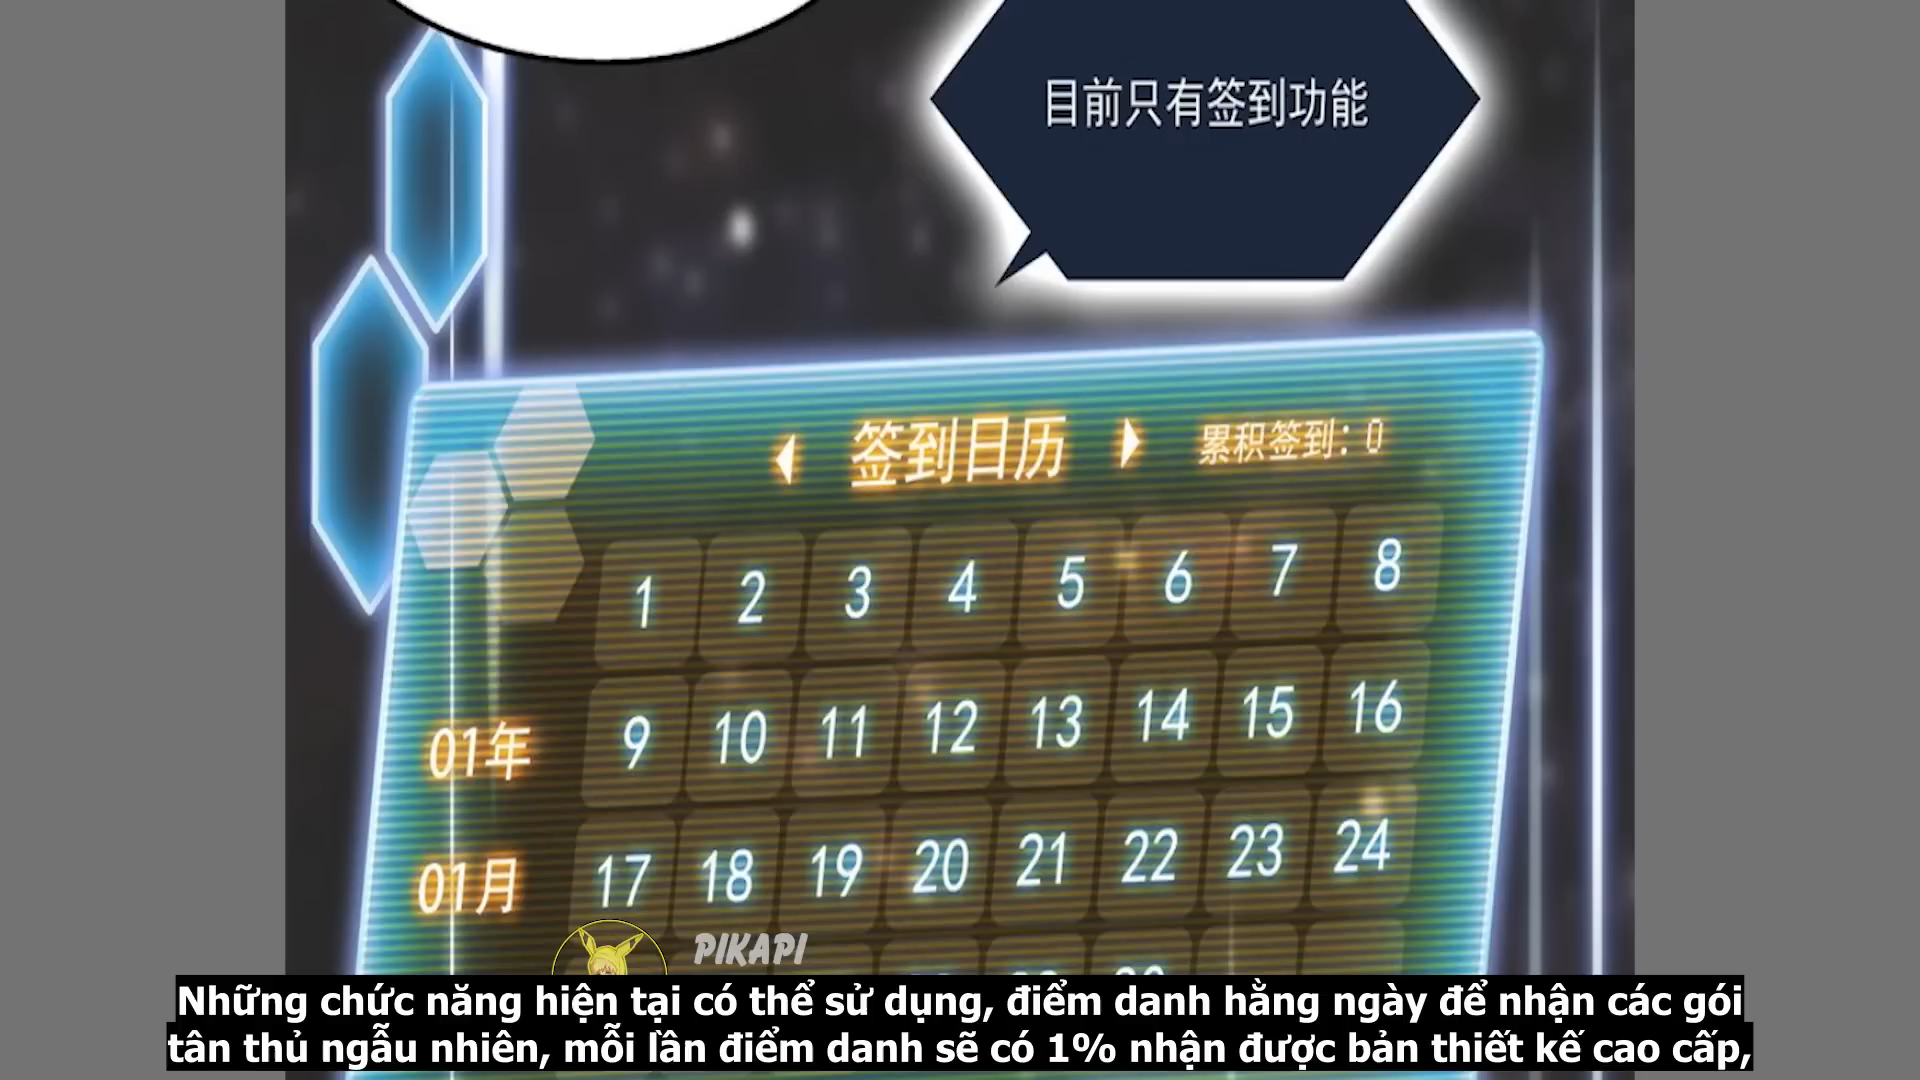 目前只有签到功能
签到日历
累积签到: 0
1 2 3 4 5 6 7 8
01年
9 10 11 12 13 14 15 16
01月
17 18 19 20 21 22 23 24
PIKAPI
Những chức năng hiện tại có thể sử dụng, điểm danh hằng ngày để nhận các gói
tân thủ ngẫu nhiên, mỗi lần điểm danh sẽ có 1% nhận được bản thiết kế cao cấp,